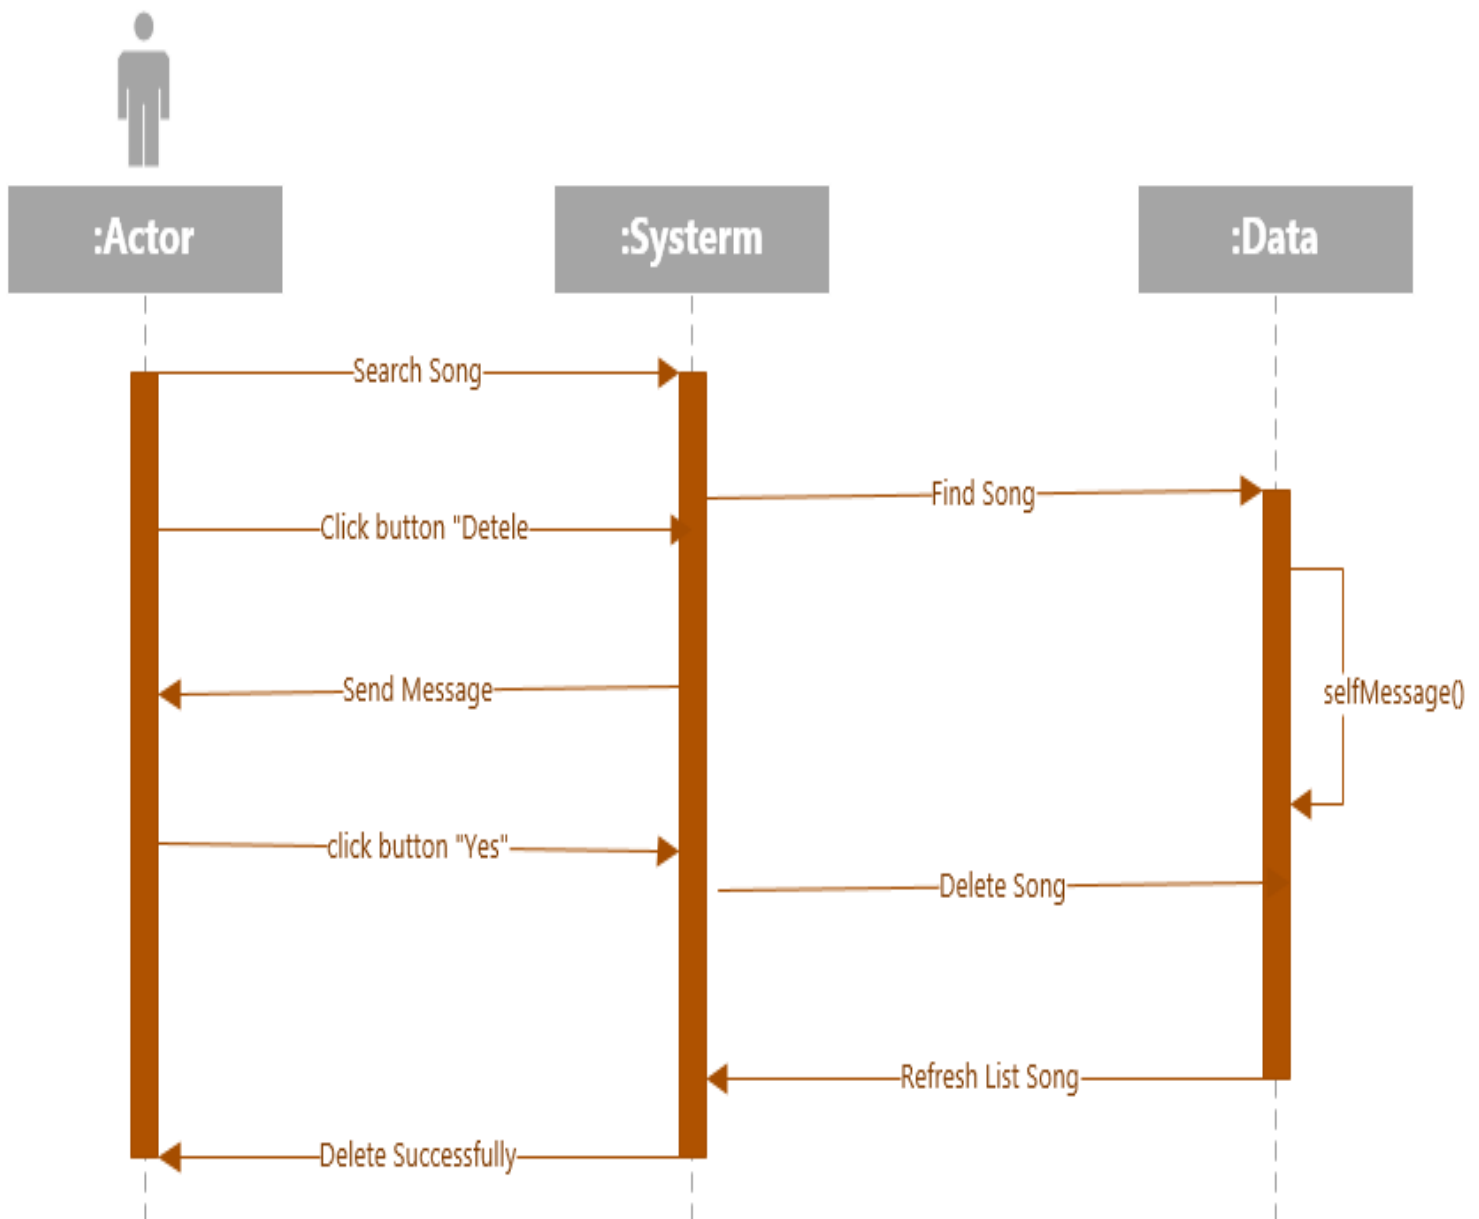 :Actor
:Systerm
:Data
Search Song
Find Song
Click button "Detele
Send Message
selfMessage()
click button "Yes"
Delete Song
Refresh List Song
Delete Successfully